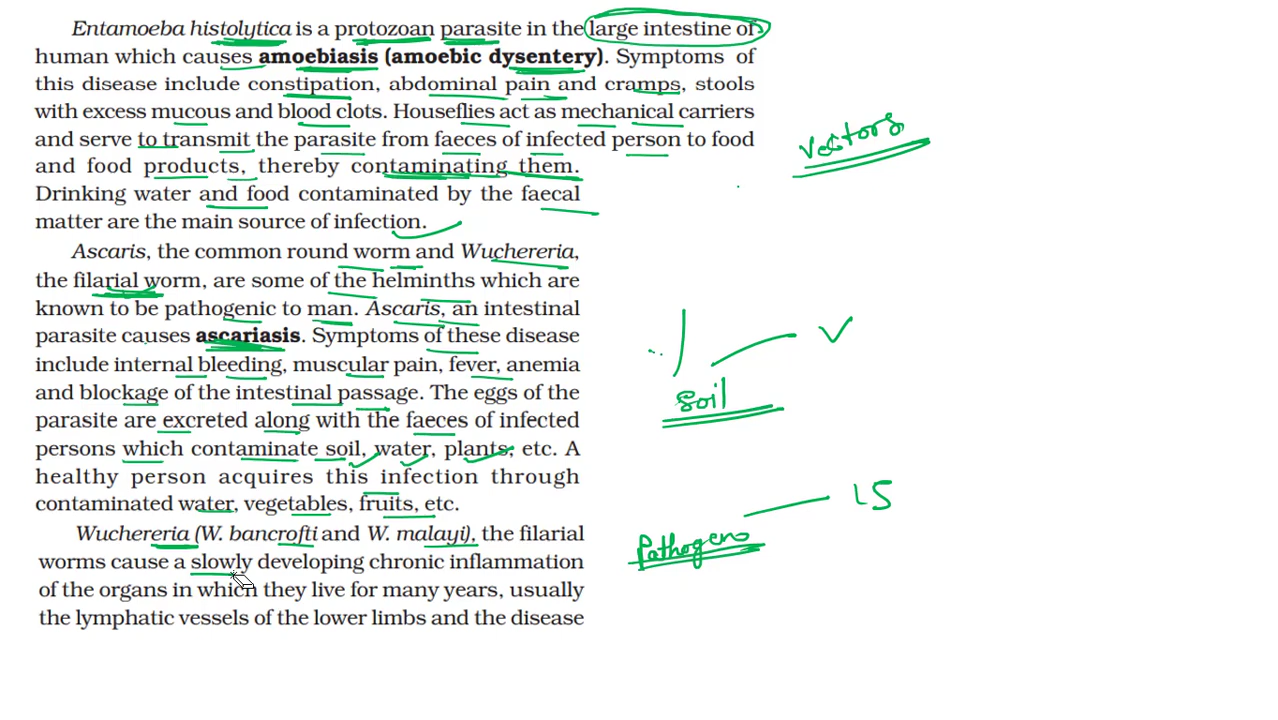 Entamoeba histolytica is a protozoan parasite in the large intestine of
human which causes amoebiasis (amoebic dysentery). Symptoms of
this disease include constipation, abdominal pain and cramps, stools
with excess mucous and blood clots. Houseflies act as mechanical carriers
and serve to transmit the parasite from faeces of infected person to food
and food products, thereby contaminating them.
Drinking water and food contaminated by the faecal
matter are the main source of infection.
Ascaris, the common round worm and Wuchereria,
the filarial worm, are some of the helminths which are
known to be pathogenic to man. Ascaris, an intestinal
parasite causes ascariasis. Symptoms of these disease
include internal bleeding, muscular pain, fever, anemia
and blockage of the intestinal passage. The eggs of the
parasite are excreted along with the faeces of infected
persons which contaminate soil, water, plants, etc. A
healthy person acquires this infection through
contaminated water, vegetables, fruits, etc.
Wuchereria (W. bancrofti and W. malayi), the filarial
worms cause a slowly developing chronic inflammation
of the organs in which they live for many years, usually
the lymphatic vessels of the lower limbs and the disease
vectors
soil
Pathogens